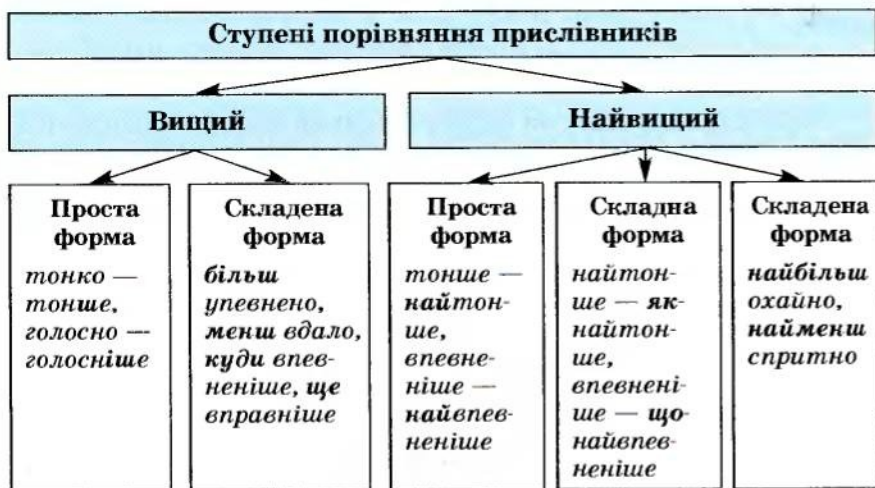 Ступені порівняння прислівників
Вищий
Найвищий
Проста
форма
тонко —
тонше,
голосно —
голосніше
Складена
форма
більш
упевнено,
менш вдало,
куди впев-
неніше, ще
вправніше
Проста
форма
тонше —
найтон-
ше,
впевне-
ніше —
найвпев-
неніше
Складна
форма
найтон-
ше — як-
найтон-
ше,
впевнені-
ше — що-
найвпев-
неніше
Складена
форма
найбільш
охайно,
найменш
спритно